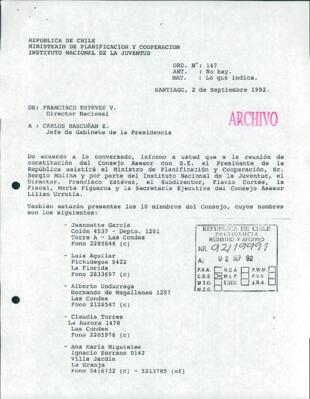 REPUBLICA DE CHILE
MINISTERIO DE PLANIFICACION Y COOPERACION
INSTITUTO NACIONAL DE LA JUVENTUD
ORD. N°: 147
ANT. : No hay.
MAT. : Lo que indica.
SANTIAGO, 2 de Septiembre 1992.
DE: FRANCISCO ESTEVEZ V.
Director Nacional
ARCHIVO
A : CARLOS BASCUÑAN E.
Jefe de Gabinete de la Presidencia
De acuerdo a lo conversado, informo a usted que a la reunión de constitución del Consejo Asesor con S.E. el Presidente de la República asistirá el Ministro de Planificación y Cooperación, Sr. Sergio Molina y por parte del Instituto Nacional de la Juventud, el Director, Francisco Estévez, el Subdirector, Flavio Cortés, la Fiscal, Marta Figueroa y la Secretaria Ejecutiva del Consejo Asesor Lilian Urrutia.
También estarán presentes los 10 miembros del Consejo, cuyos nombres son los siguientes:
- Jeannette García
Colón 4537 - Depto. 1201
Torre A - Las Condes
Fono 2285646 (c)
- Luis Aguilar
Pichidegua 8422
La Florida
Fono 2833697 (c)
- Alberto Undurraga
Hernando de Magallanes 1297
Las Condes
Fono 2126547 (c)
- Claudia Torres
La Aurora 1478
Las Condes
Fono 2205976 (c)
- Ana María Miguieles
Ignacio Serrano 0142
Villa Jardín
La Granja
Fono 5416732 (c) - 5213785 (of)
REPUBLICA DE CHILE
PRESIDENCIA
REGISTRO Y ARCHIVO
NR. 92/19991
A: 02 SEP 92
P.A.A. R.C.A F.W.M.
C.B.E. M.L.P. P.V.S.
M.T.O. EDEC J.R.A.
M.Z.C.